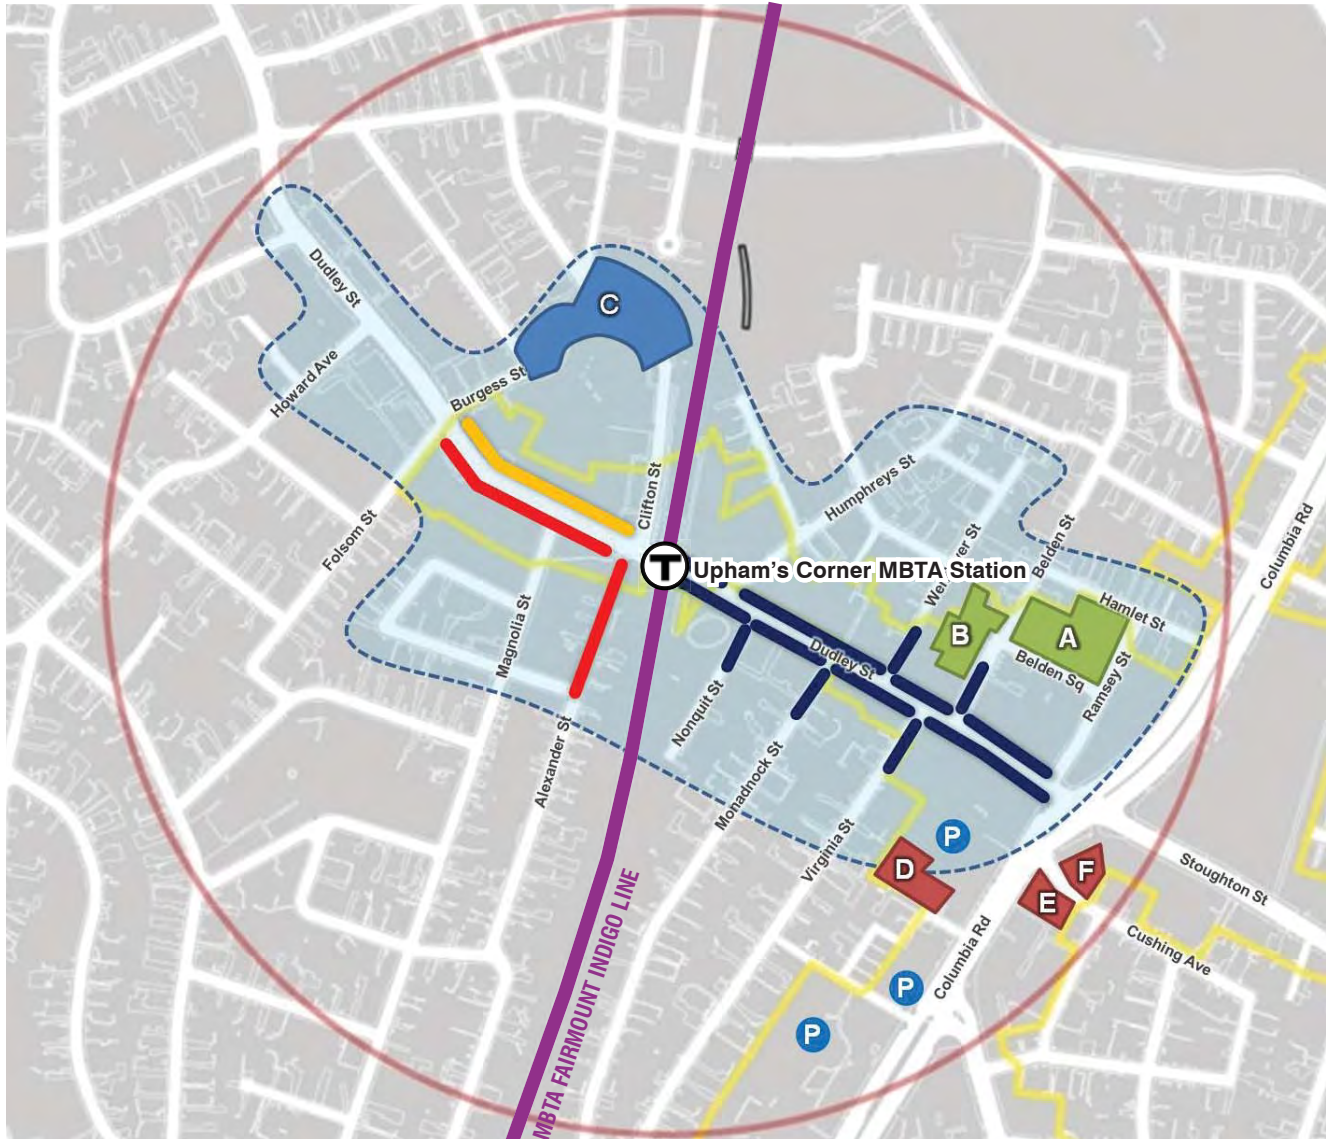 Dudley St
C
Howard Ave
Burgess St
Clifton St
Humphreys St
Columbia Rd
Folsom St
T
Upham's Corner MBTA Station
Belden St
Hamlet St
B
A
Magnolia St
Dudley St
Belden Sq
Ramsey St
Nonquit St
Alexander St
Monadnock St
Virginia St
P
D
F
E
Stoughton St
Columbia Rd
Cushing Ave
P
P
MBTA FAIRMOUNT INDIGO LINE